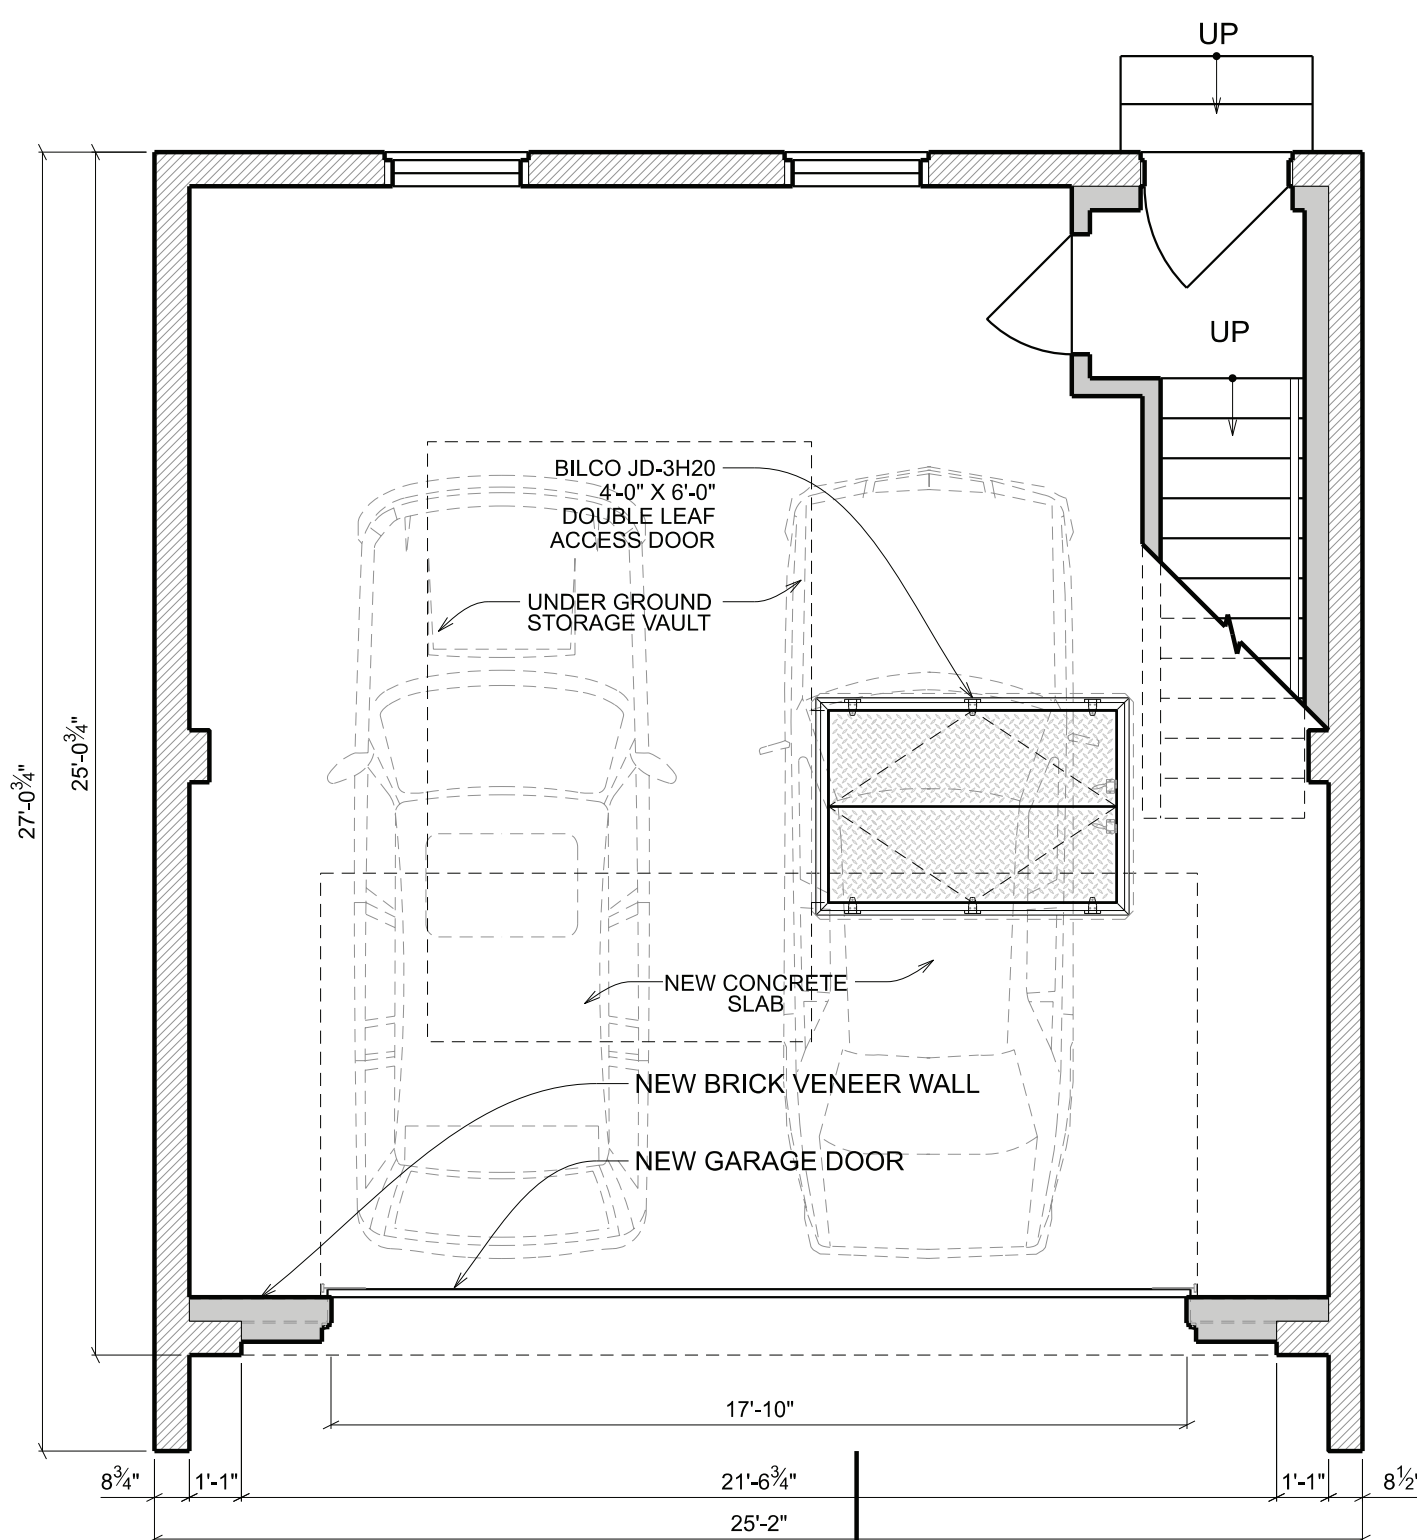 UP
UP
BILCO JD-3H20
4'-0" X 6'-0"
DOUBLE LEAF
ACCESS DOOR
UNDER GROUND
STORAGE VAULT
25'-0¾"
27'-0¾"
NEW CONCRETE
SLAB
NEW BRICK VENEER WALL
NEW GARAGE DOOR
17'-10"
8¾" 1'-1" 21'-6¾" 1'-1" 8½"
25'-2"